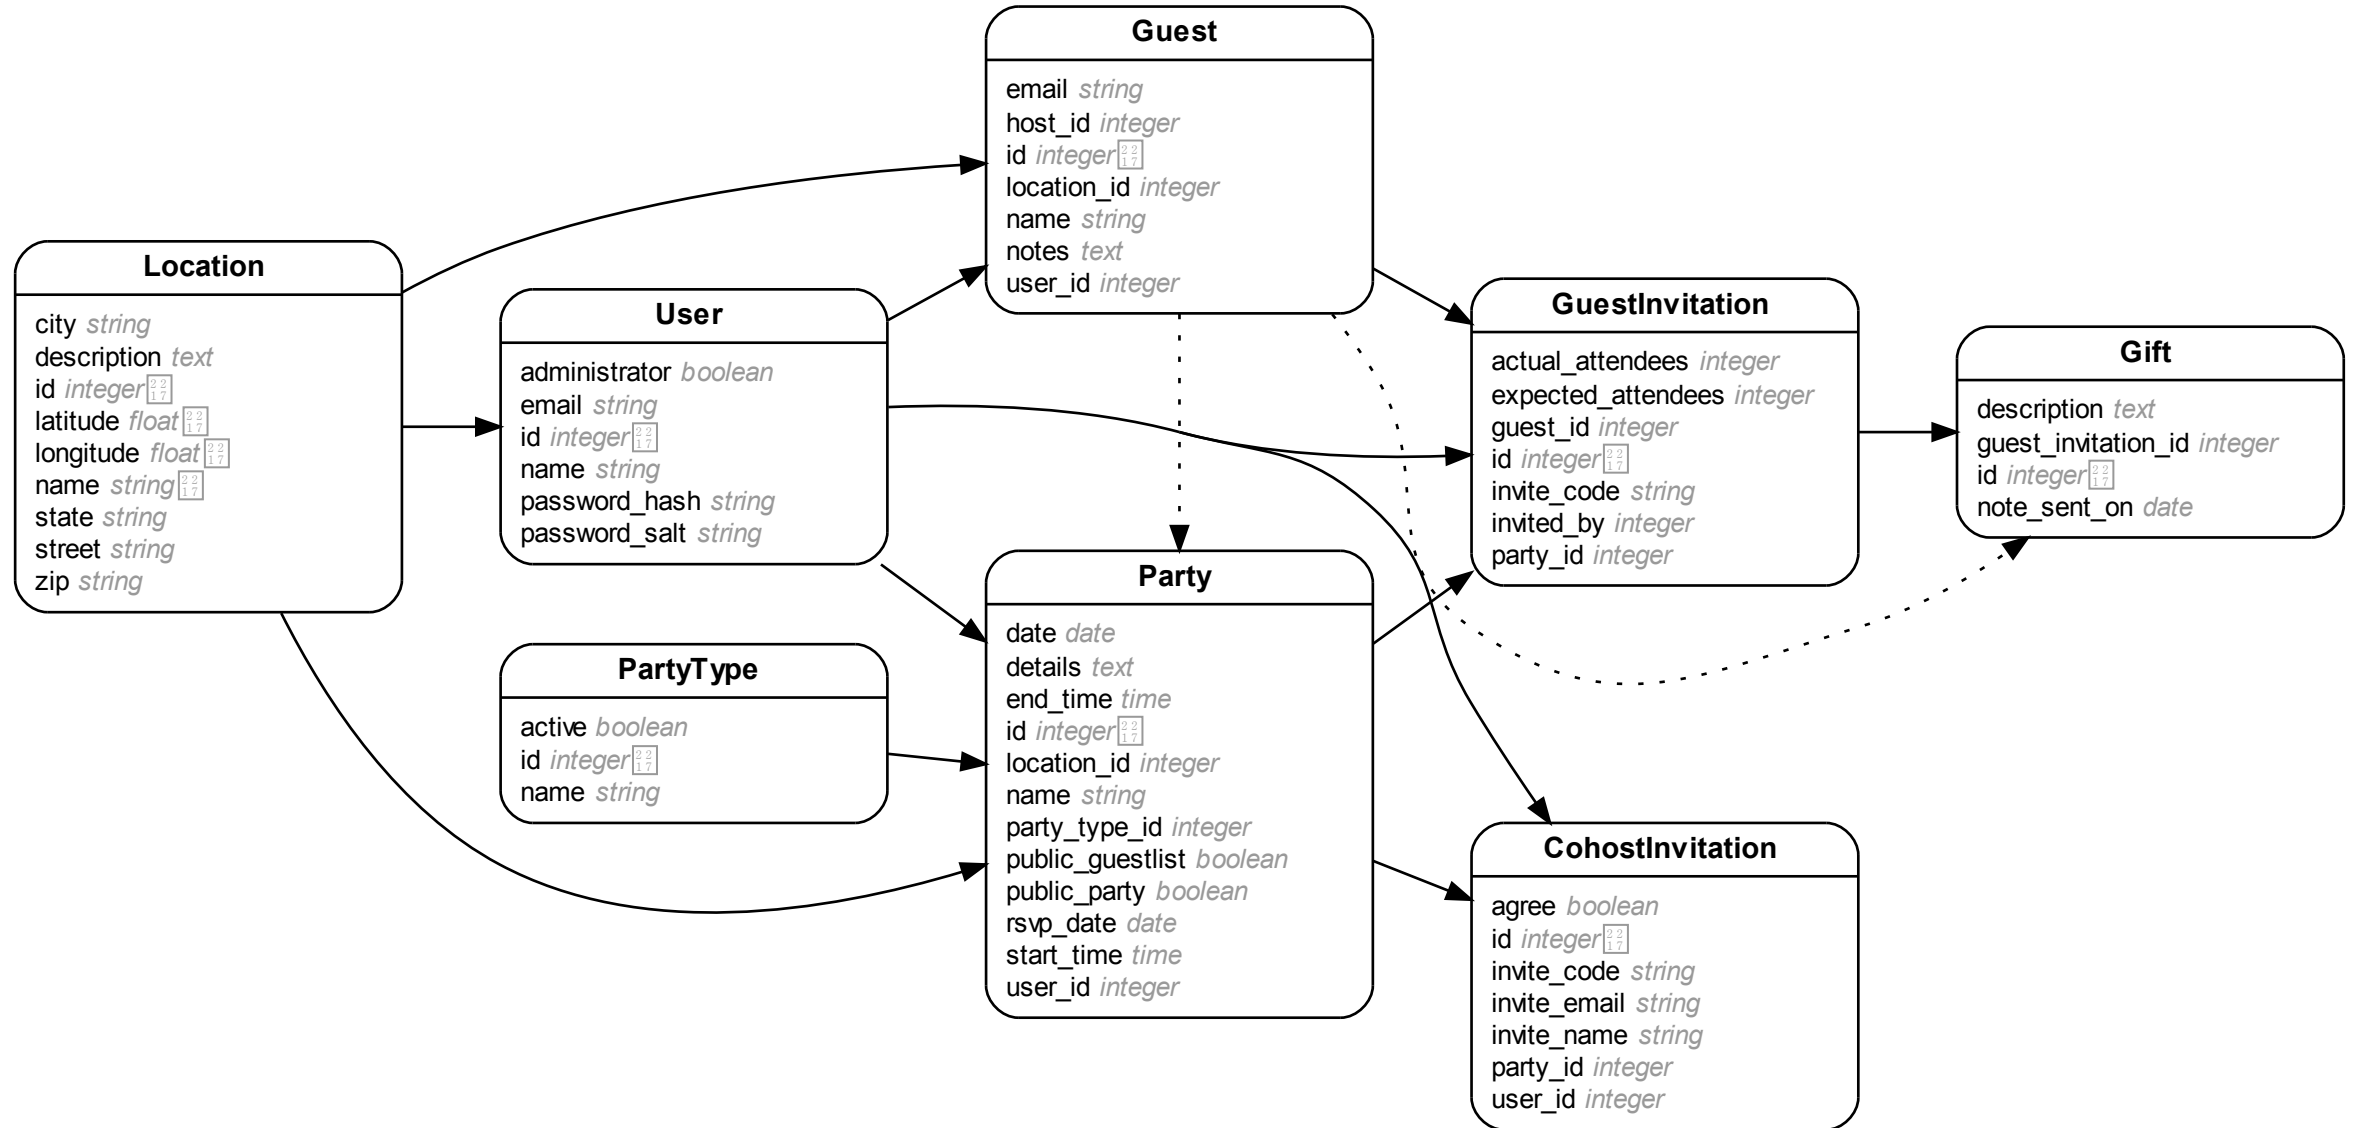 Guest
email string
host_id integer
id integer
location_id integer
name string
notes text
user_id integer
Location
city string
description text
id integer
latitude float
longitude float
name string
state string
street string
zip string
User
administrator boolean
email string
id integer
name string
password_hash string
password_salt string
GuestInvitation
actual_attendees integer
expected_attendees integer
guest_id integer
id integer
invite_code string
invited_by integer
party_id integer
Gift
description text
guest_invitation_id integer
id integer
note_sent_on date
PartyType
active boolean
id integer
name string
Party
date date
details text
end_time time
id integer
location_id integer
name string
party_type_id integer
public_guestlist boolean
public_party boolean
rsvp_date date
start_time time
user_id integer
CohostInvitation
agree boolean
id integer
invite_code string
invite_email string
invite_name string
party_id integer
user_id integer